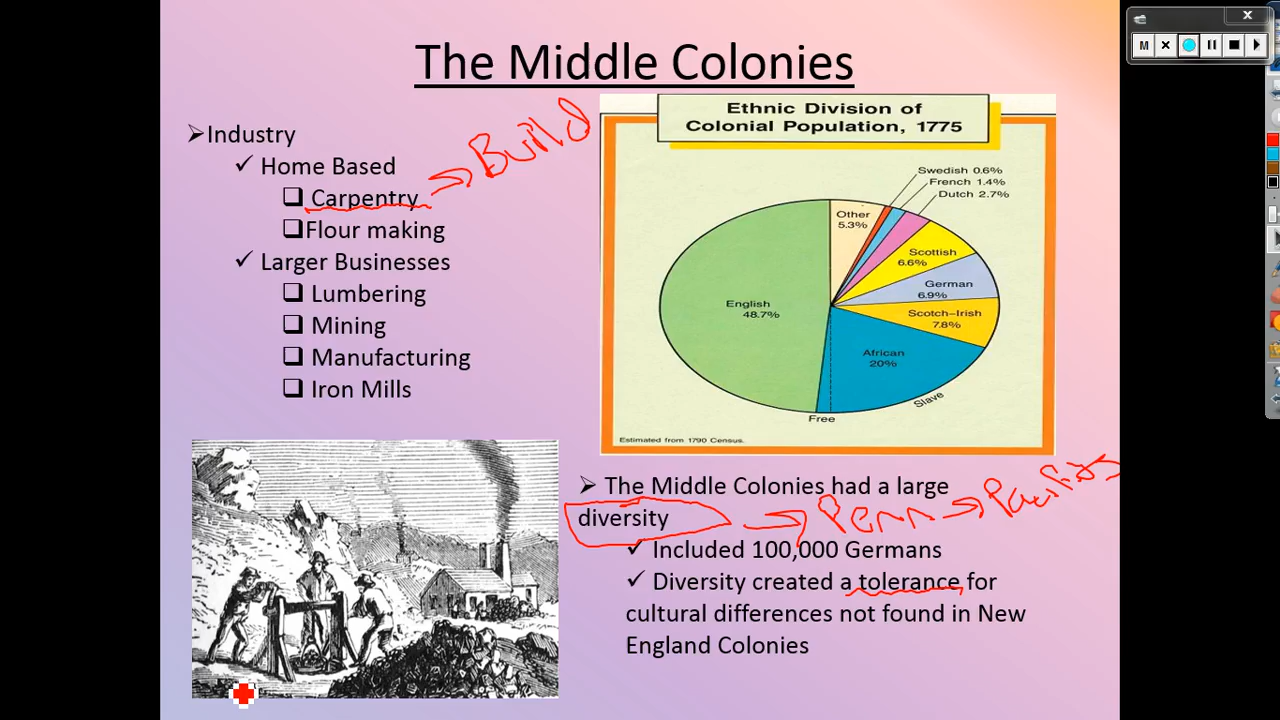 The Middle Colonies
M
➢Industry
✓ Home Based
❑ Carpentry
→ Build
❑Flour making
✓ Larger Businesses
❑ Lumbering
❑ Mining
❑ Manufacturing
❑ Iron Mills
Ethnic Division of
Colonial Population, 1775
Swedish 0.6%
French 1.4%
Dutch 2.7%
Other
5.3%
Scottish
6.6%
German
6.9%
Scotch-Irish
7.8%
English
48.7%
African
20%
Slave
Free
Estimated from 1790 Census.
➢ The Middle Colonies had a large
diversity → Penn → Pacifists
✓ Included 100,000 Germans
✓ Diversity created a tolerance for
cultural differences not found in New
England Colonies